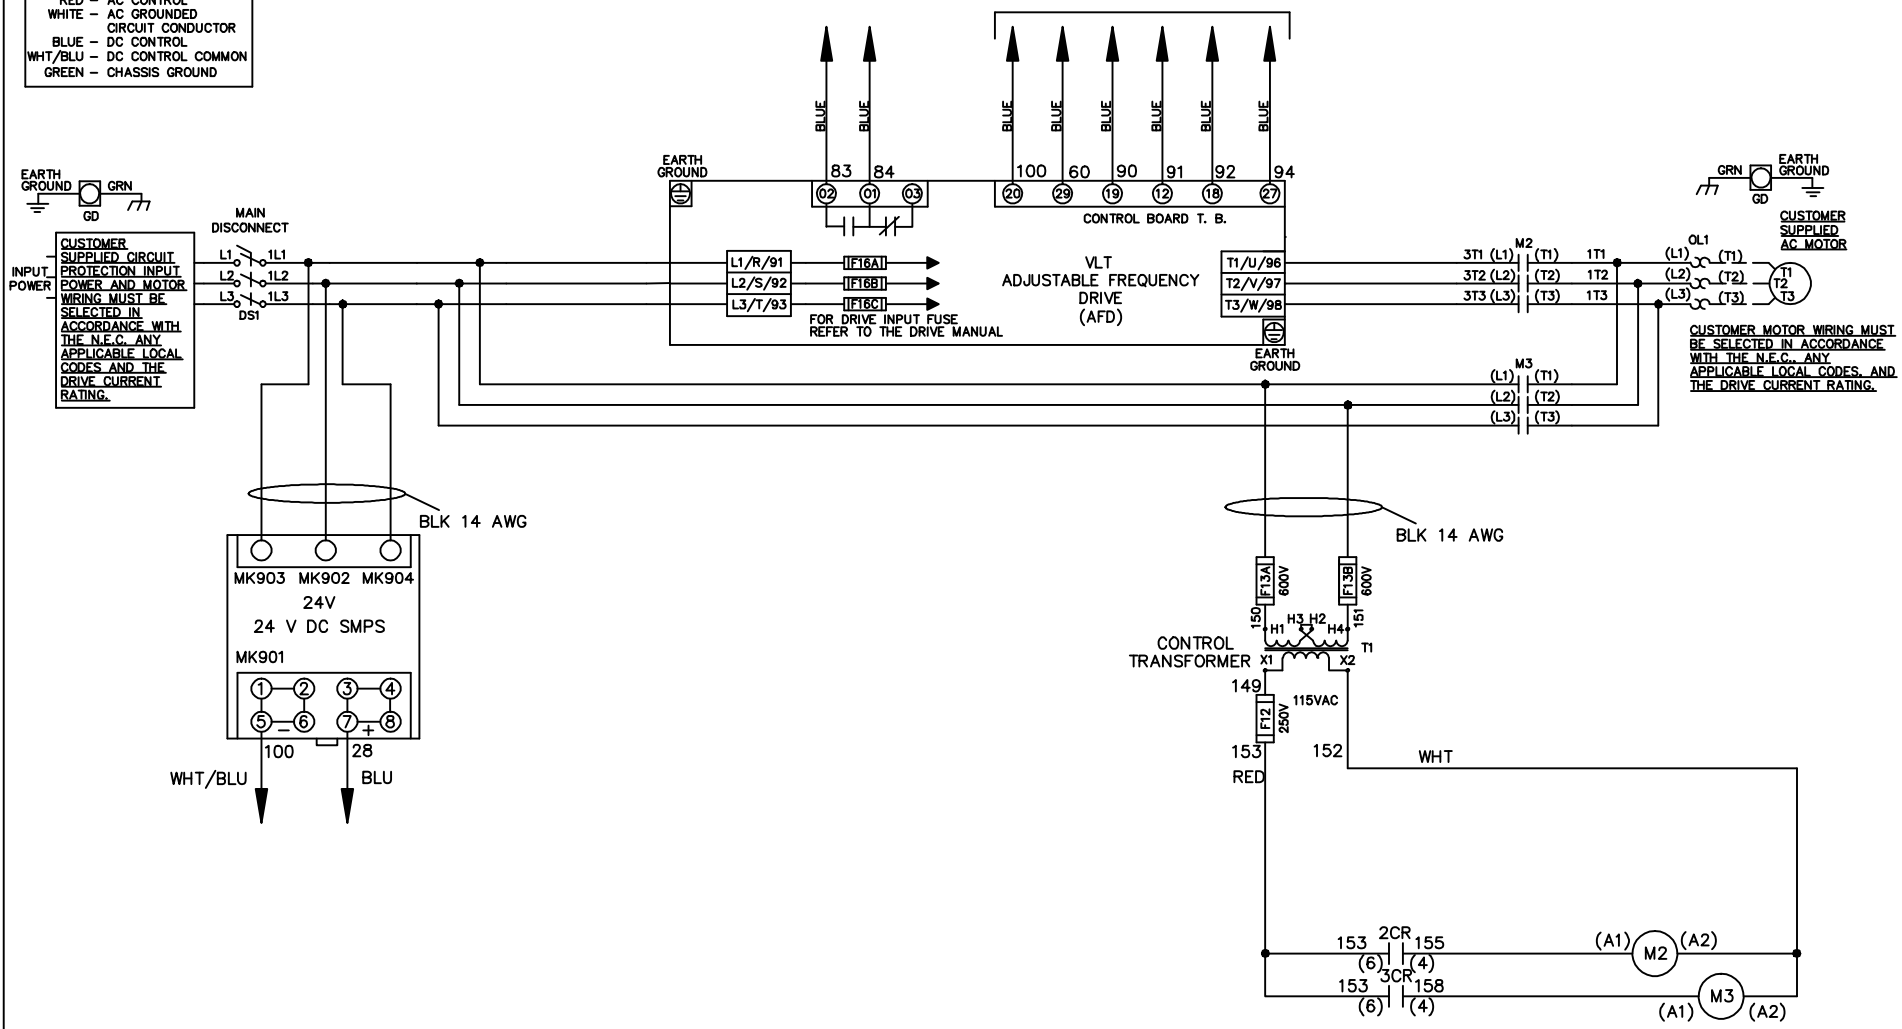 RED - AC CONTROL
WHITE - AC GROUNDED
CIRCUIT CONDUCTOR
BLUE - DC CONTROL
WHT/BLU - DC CONTROL COMMON
GREEN - CHASSIS GROUND
BLUE
BLUE
BLUE
BLUE
BLUE
BLUE
BLUE
BLUE
83
84
100
60
90
91
92
94
EARTH
GROUND
02
01
03
20
29
19
12
18
27
CONTROL BOARD T. B.
EARTH
GROUND
GRN
GD
GRN
EARTH
GROUND
GD
MAIN
DISCONNECT
INPUT
POWER
CUSTOMER
SUPPLIED CIRCUIT
PROTECTION INPUT
POWER AND MOTOR
WIRING MUST BE
SELECTED IN
ACCORDANCE WITH
THE N.E.C. ANY
APPLICABLE LOCAL
CODES AND THE
DRIVE CURRENT
RATING.
L1 1L1
L2 1L2
L3 1L3
DS1
L1/R/91
L2/S/92
L3/T/93
F16A
F16B
F16C
FOR DRIVE INPUT FUSE
REFER TO THE DRIVE MANUAL
VLT
ADJUSTABLE FREQUENCY
DRIVE
(AFD)
T1/U/96
T2/V/97
T3/W/98
EARTH
GROUND
M2
3T1 (L1) (T1) 1T1
3T2 (L2) (T2) 1T2
3T3 (L3) (T3) 1T3
OL1
(L1) (T1)
(L2) (T2)
(L3) (T3)
T1
T2
T3
CUSTOMER
SUPPLIED
AC MOTOR
CUSTOMER MOTOR WIRING MUST
BE SELECTED IN ACCORDANCE
WITH THE N.E.C., ANY
APPLICABLE LOCAL CODES, AND
THE DRIVE CURRENT RATING.
M3
(L1) (T1)
(L2) (T2)
(L3) (T3)
BLK 14 AWG
BLK 14 AWG
MK903 MK902 MK904
24V
24 V DC SMPS
MK901
1 2 3 4
5 6 7 8
- +
100
28
WHT/BLU
BLU
F13A
600V
F13B
600V
150
151
H1 H3 H2 H4
T1
CONTROL
TRANSFORMER
X1 X2
149
115VAC
F12
250V
153
152
RED
WHT
2CR
153 155
(6) (4)
(A1) M2 (A2)
3CR
153 158
(6) (4)
(A1) M3 (A2)